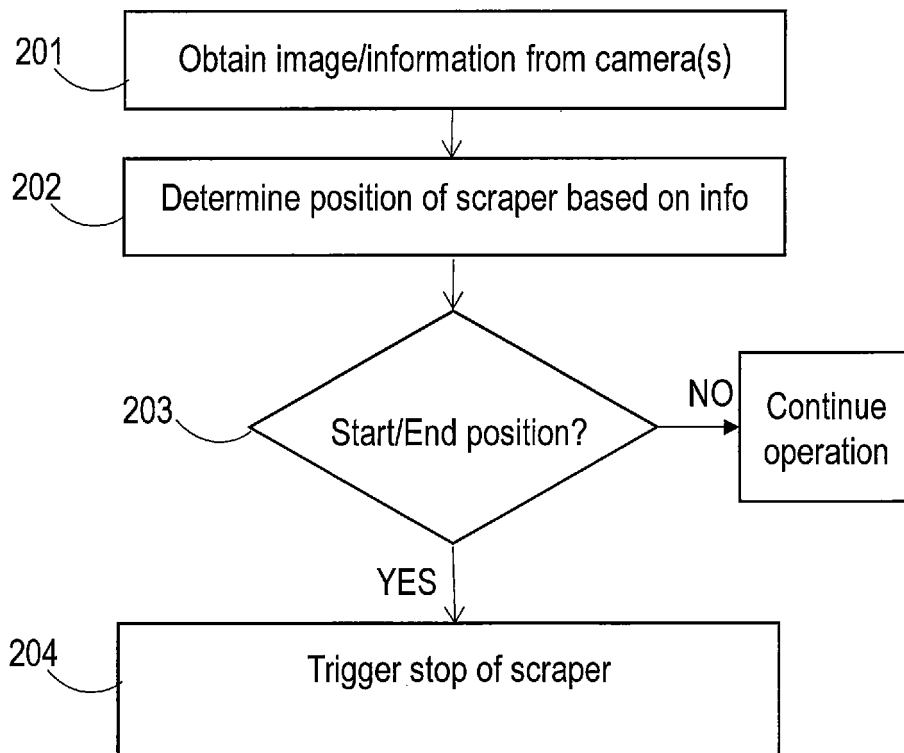 201
Obtain image/information from camera(s)
202
Determine position of scraper based on info
203
Start/End position?
NO
Continue
operation
YES
204
Trigger stop of scraper